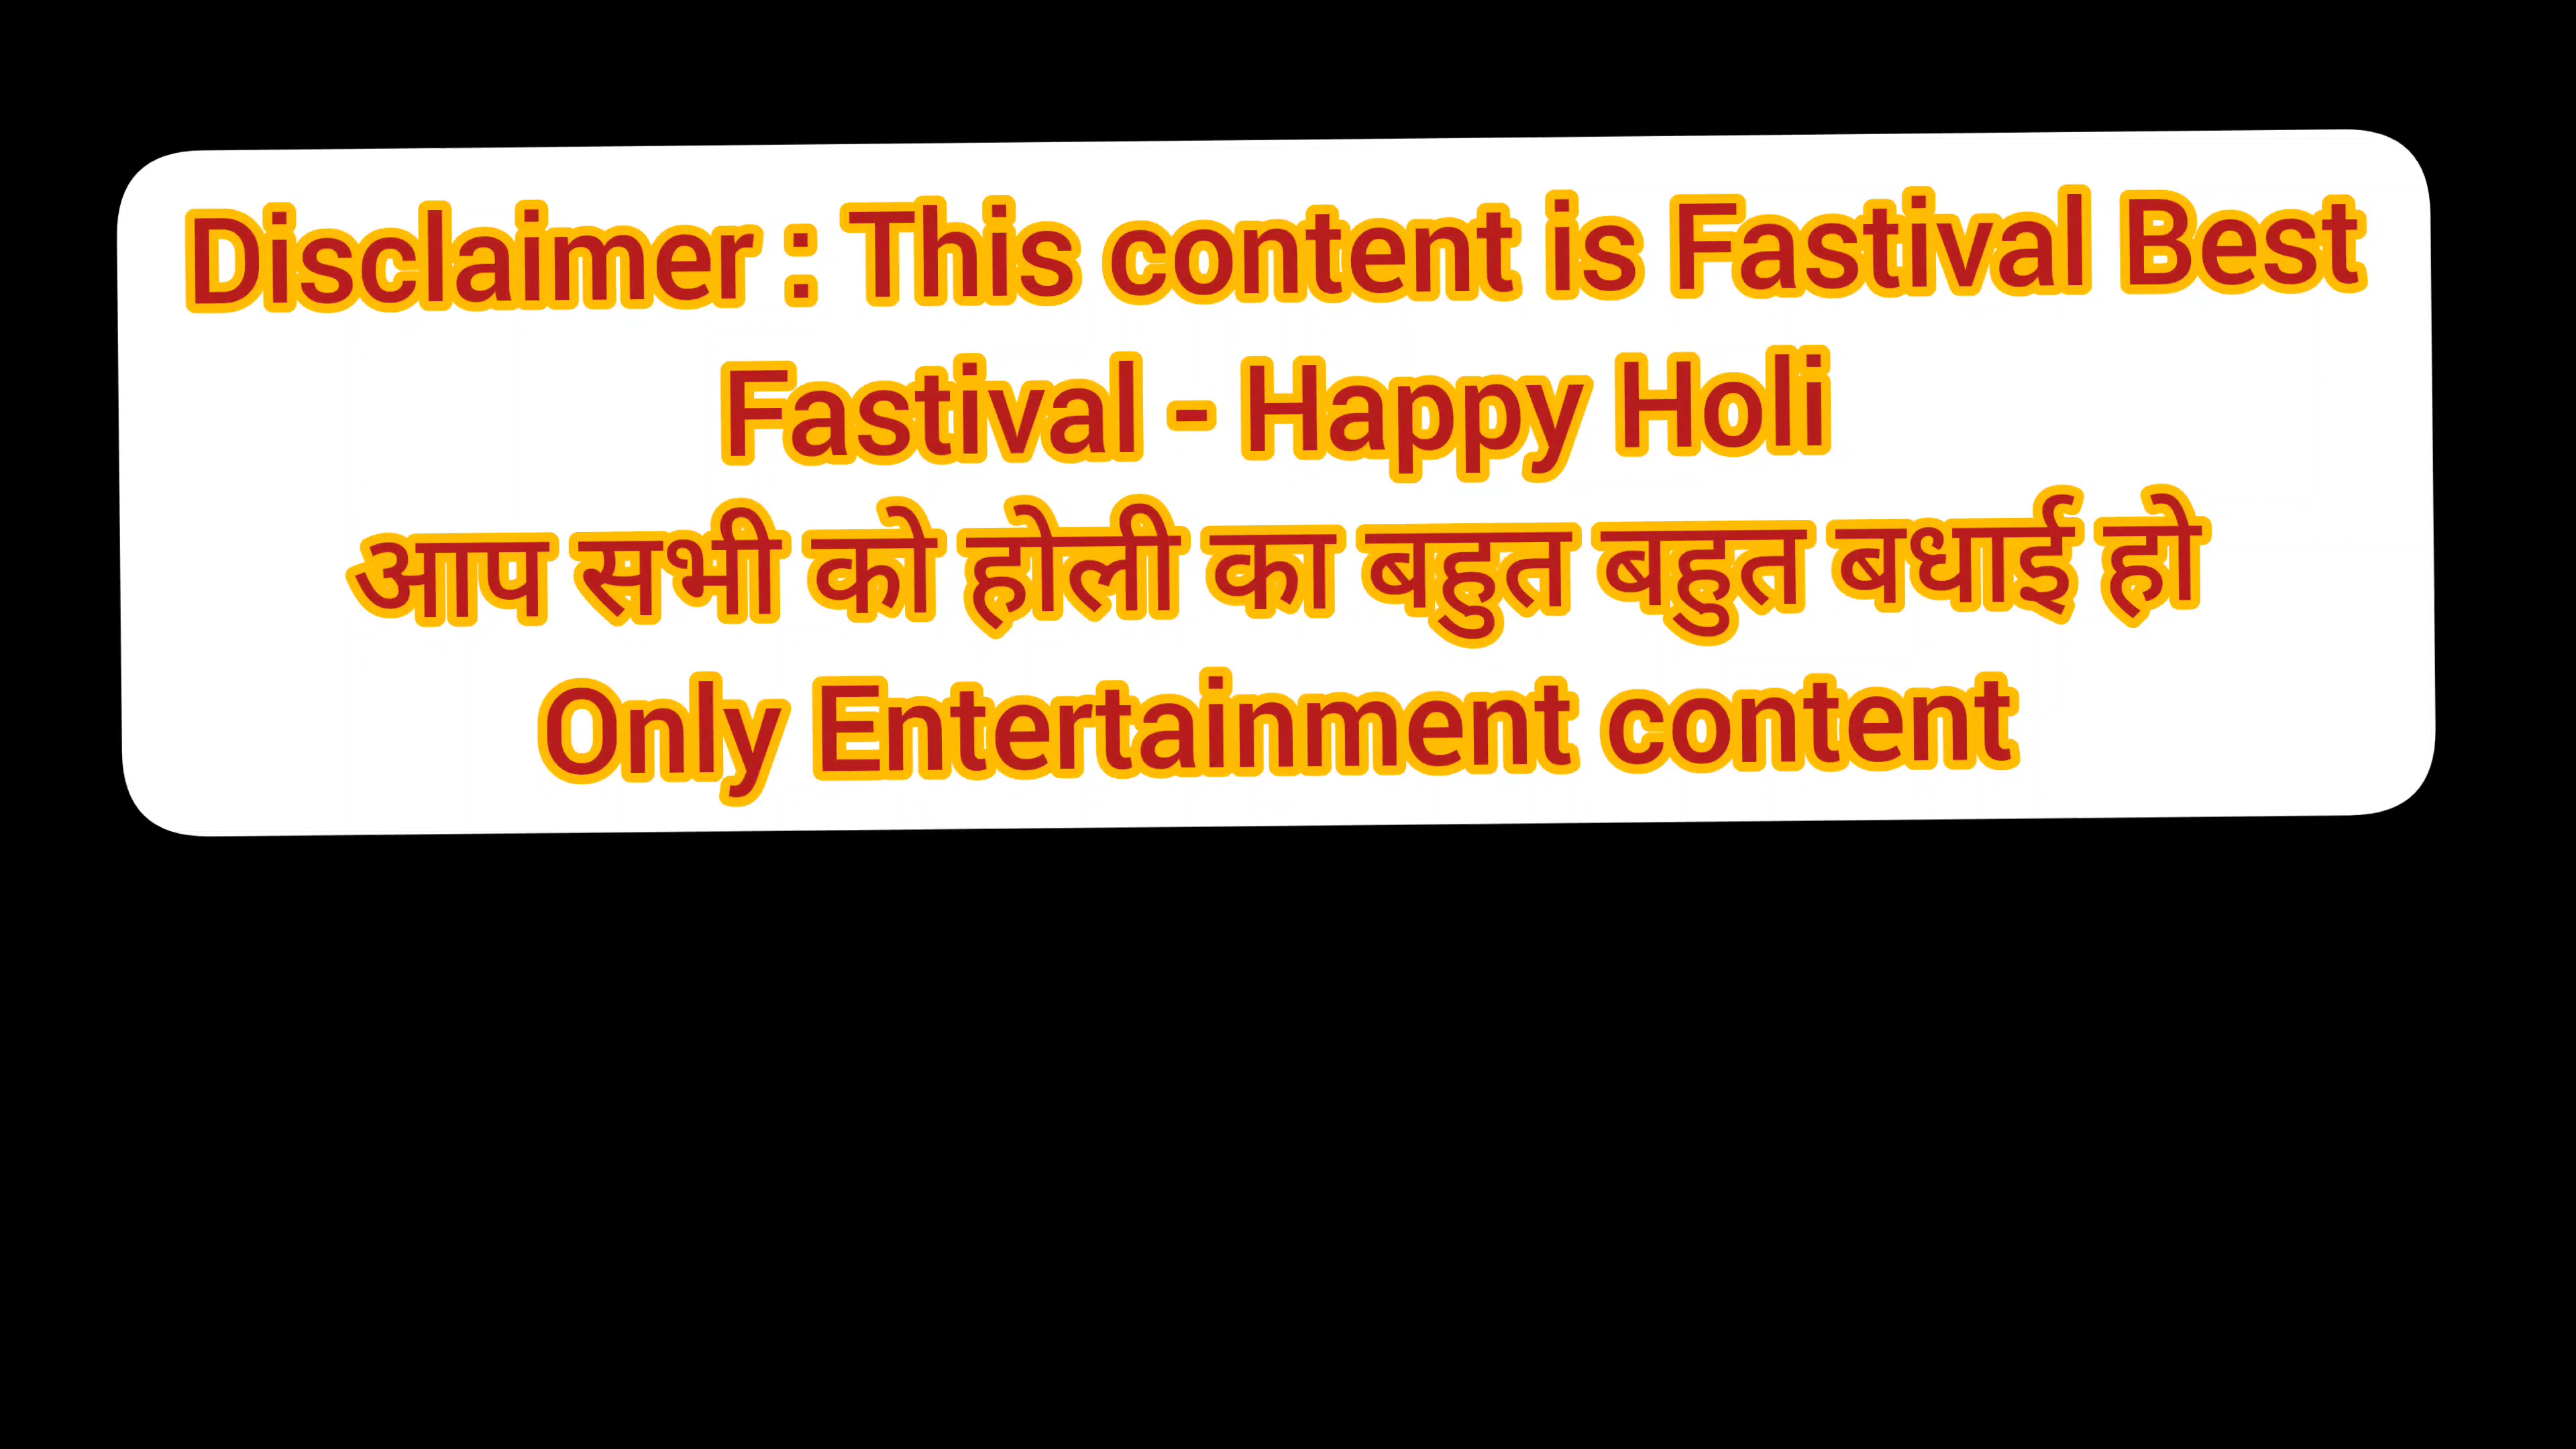 Disclaimer : This content is Fastival Best
Fastival - Happy Holi
आप सभी को होली का बहुत बहुत बधाई हो
Only Entertainment content